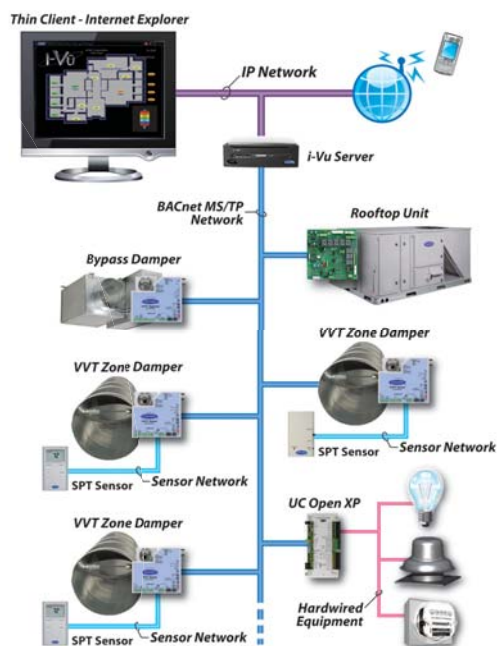 Thin Client - Internet Explorer
i-Vu
IP Network
i-Vu Server
BACnet MS/TP
Network
Rooftop Unit
Bypass Damper
VVT Zone Damper
VVT Zone Damper
SPT Sensor
Sensor Network
SPT Sensor
Sensor Network
VVT Zone Damper
UC Open XP
SPT Sensor
Sensor Network
Hardwired
Equipment